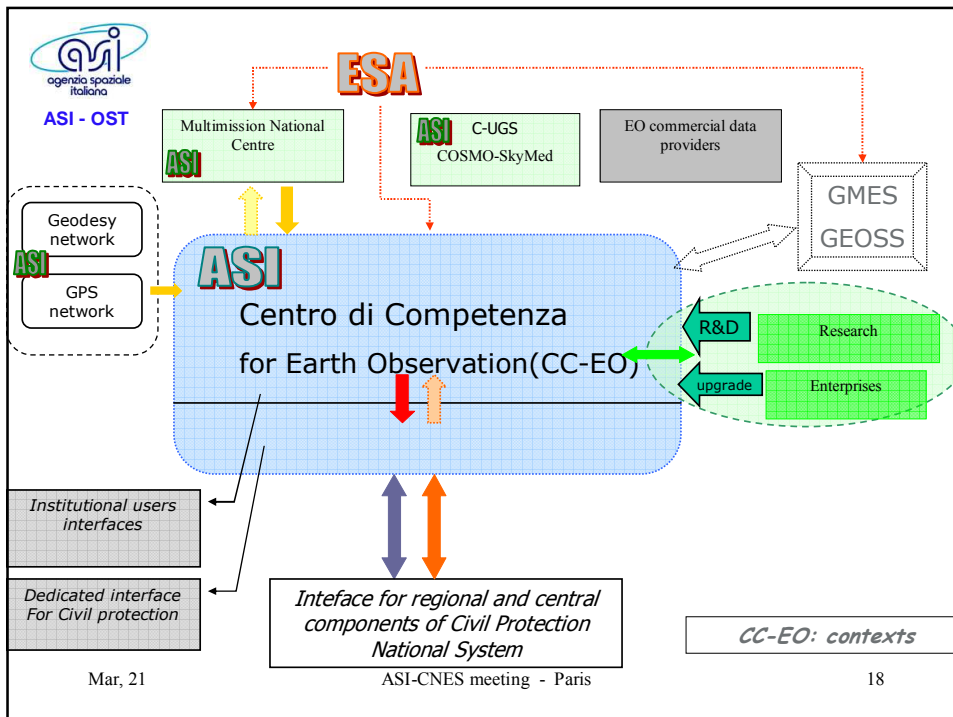 asi
agenzia spaziale
italiana
ASI - OST
ESA
Multimission National
Centre
ASI
ASI
C-UGS
COSMO-SkyMed
EO commercial data
providers
GMES
GEOSS
Geodesy
network
ASI
GPS
network
ASI
Centro di Competenza
for Earth Observation(CC-EO)
R&D
Research
upgrade
Enterprises
Institutional users
interfaces
Dedicated interface
For Civil protection
Inteface for regional and central
components of Civil Protection
National System
CC-EO: contexts
Mar, 21
ASI-CNES meeting - Paris
18